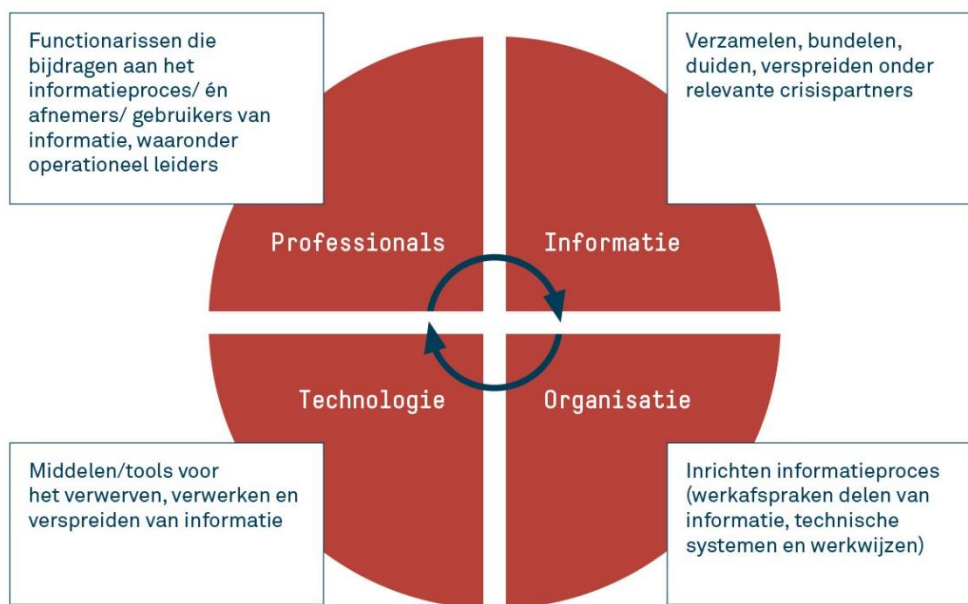 Functionarissen die
bijdragen aan het
informatieproces/ én
afnemers/ gebruikers van
informatie, waaronder
operationeel leiders
Verzamelen, bundelen,
duiden, verspreiden onder
relevante crisispartners
Professionals
Informatie
Technologie
Organisatie
Middelen/tools voor
het verwerven, verwerken en
verspreiden van informatie
Inrichten informatieproces
(werkafspraken delen van
informatie, technische
systemen en werkwijzen)